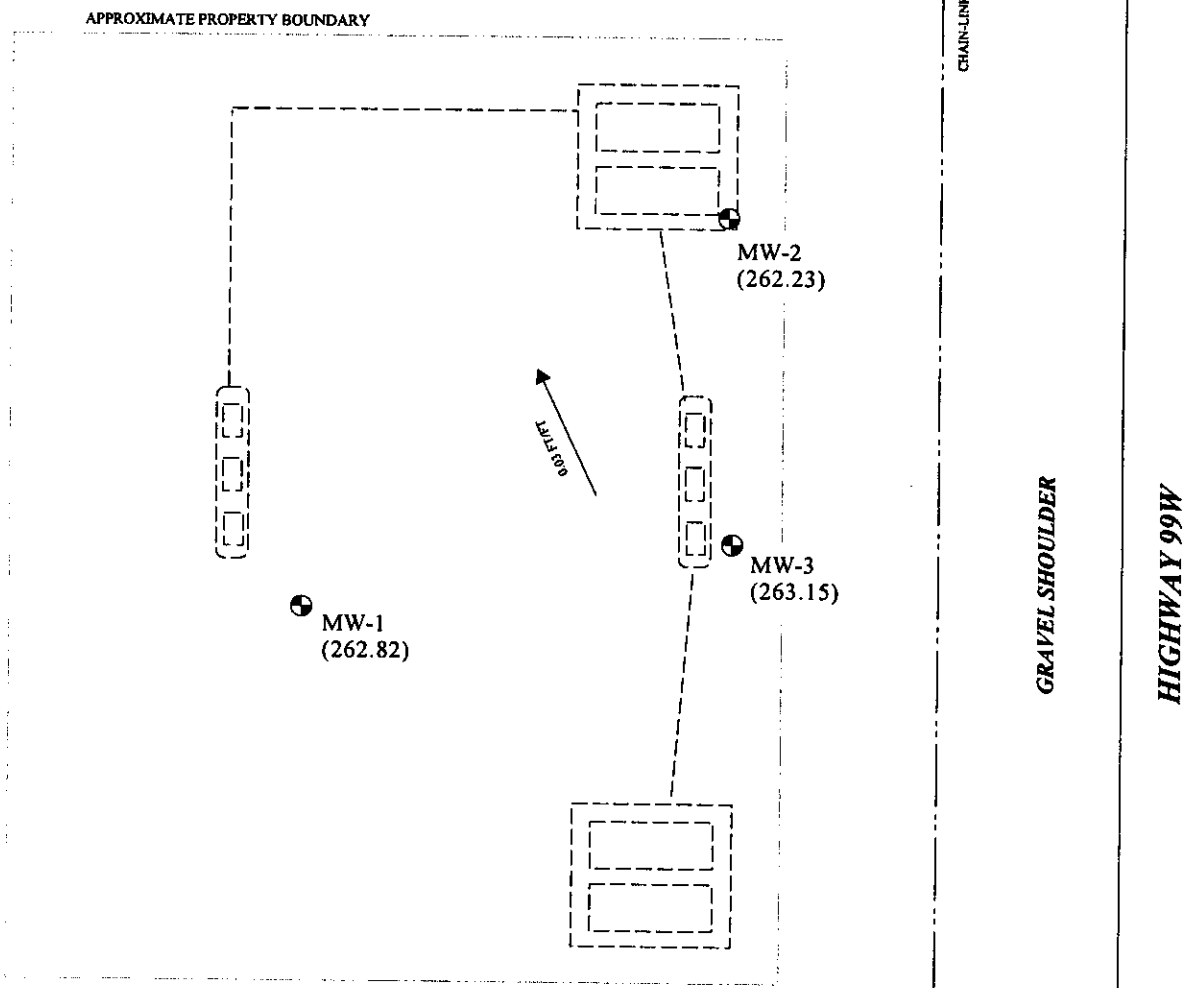 APPROXIMATE PROPERTY BOUNDARY
CHAIN-LINK
MW-2
(262.23)
0.03 FT/FT
MW-3
(263.15)
MW-1
(262.82)
GRAVEL SHOULDER
HIGHWAY 99W